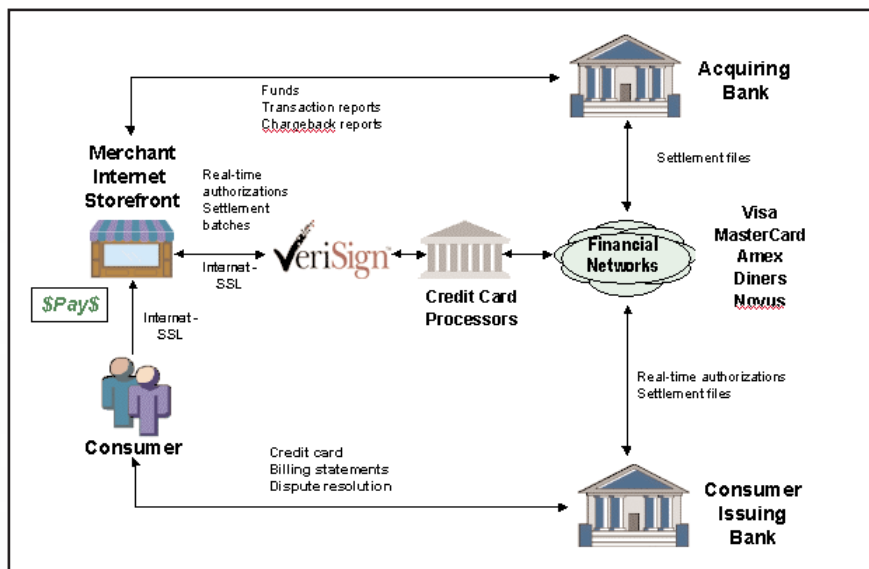 Acquiring
Bank
Funds
Transaction reports
Chargeback reports
Merchant
Internet
Storefront
Real-time
authorizations
Settlement
batches
Settlement files
Visa
MasterCard
Amex
Diners
Novus
Financial
Networks
VeriSign™
Internet -
SSL
Credit Card
Processors
$Pay$
Internet -
SSL
Real-time authorizations
Settlement files
Consumer
Credit card
Billing statements
Dispute resolution
Consumer
Issuing
Bank